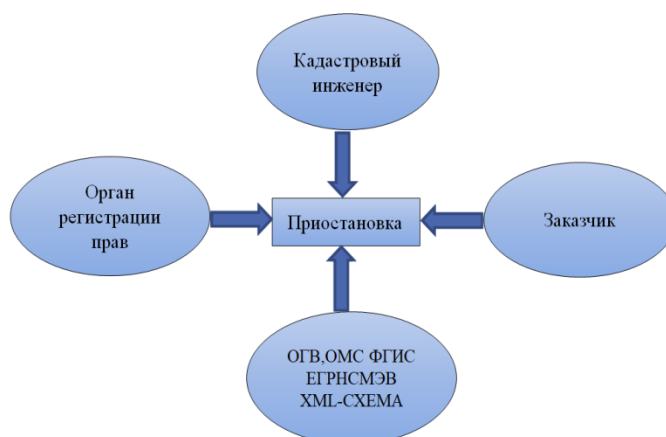 Кадастровый
инженер
Орган
регистрации
прав
Приостановка
Заказчик
ОГВ,ОМС ФГИС
ЕГРНСМЭВ
XML-СХЕМА